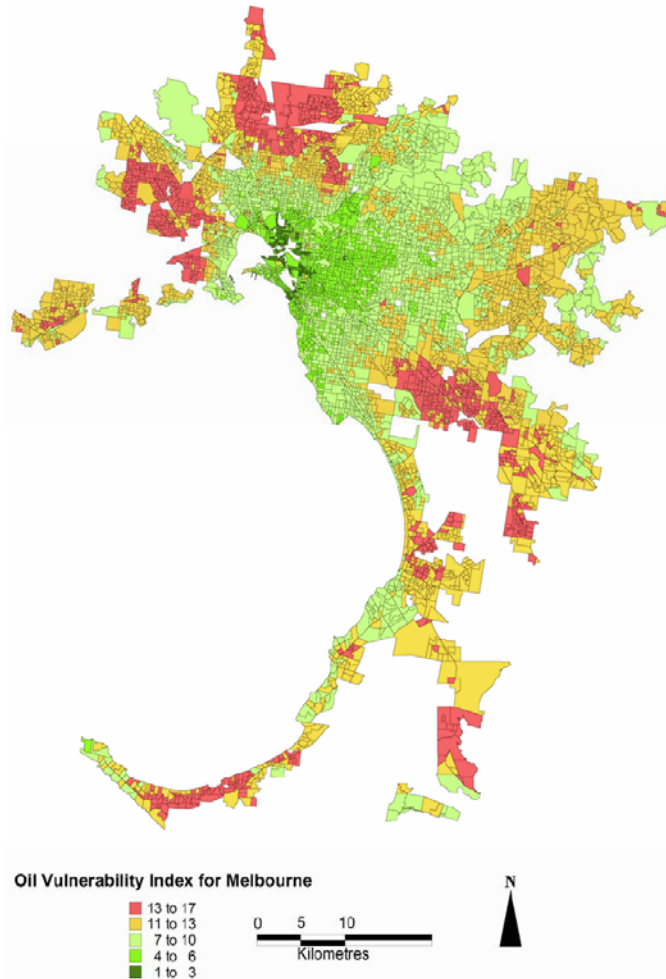 Oil Vulnerability Index for Melbourne
13 to 17
11 to 13
7 to 10
4 to 6
1 to 3
0 5 10
Kilometres
N